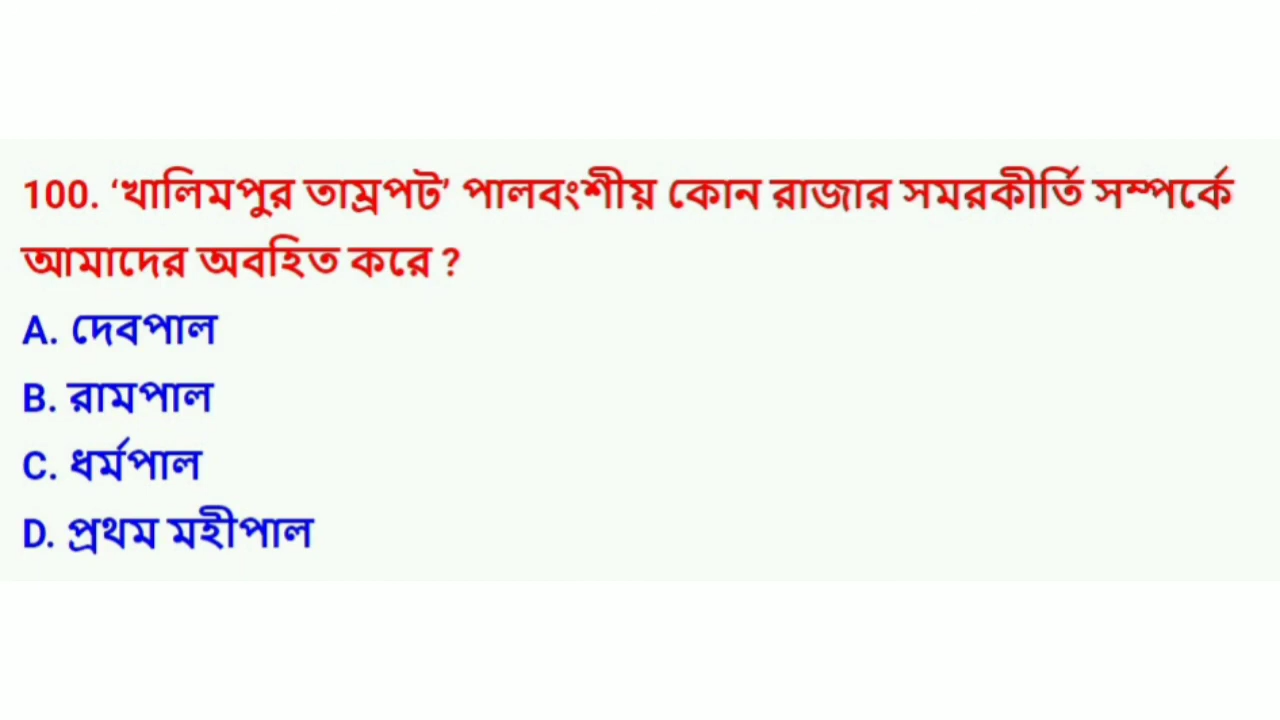 100. ‘খালিমপুর তাম্রপট’ পালবংশীয় কোন রাজার সমরকীর্তি সম্পর্কে
আমাদের অবহিত করে ?
A. দেবপাল
B. রামপাল
C. ধর্মপাল
D. প্রথম মহীপাল